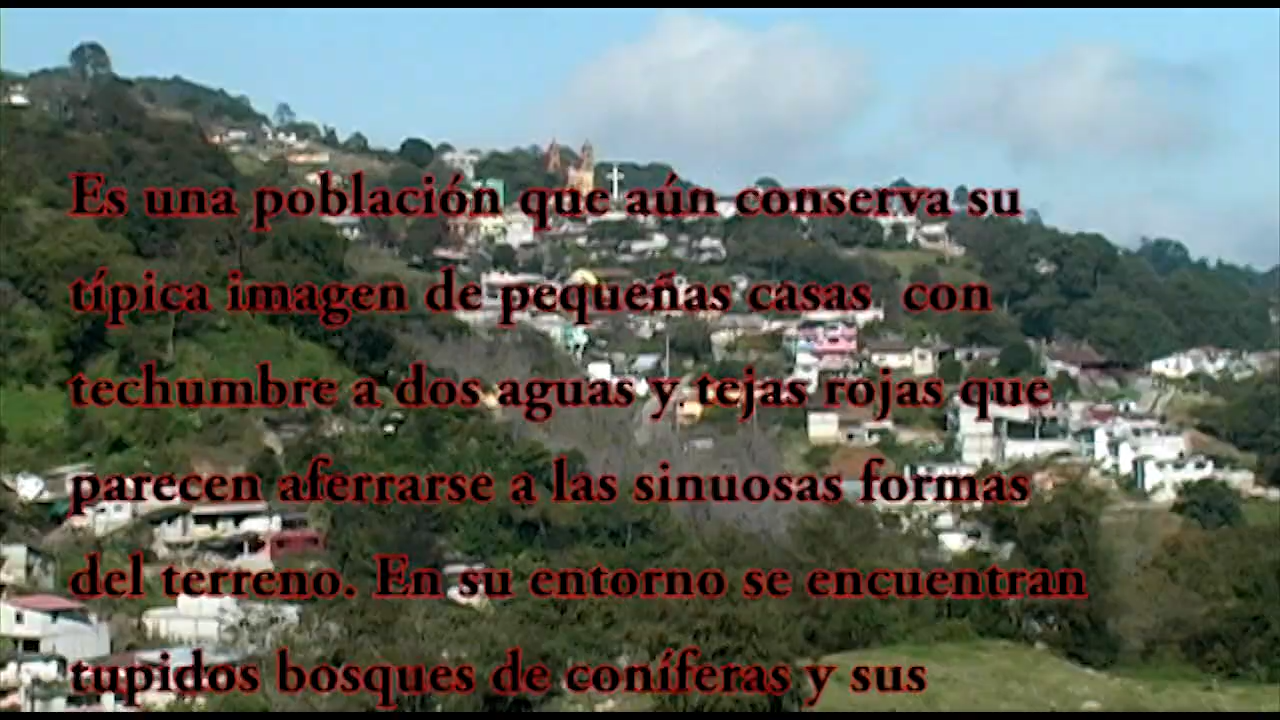 Es una población que aún conserva su
típica imagen de pequeñas casas con
techumbre a dos aguas y tejas rojas que
parecen aferrarse a las sinuosas formas
del terreno. En su entorno se encuentran
tupidos bosques de coníferas y sus